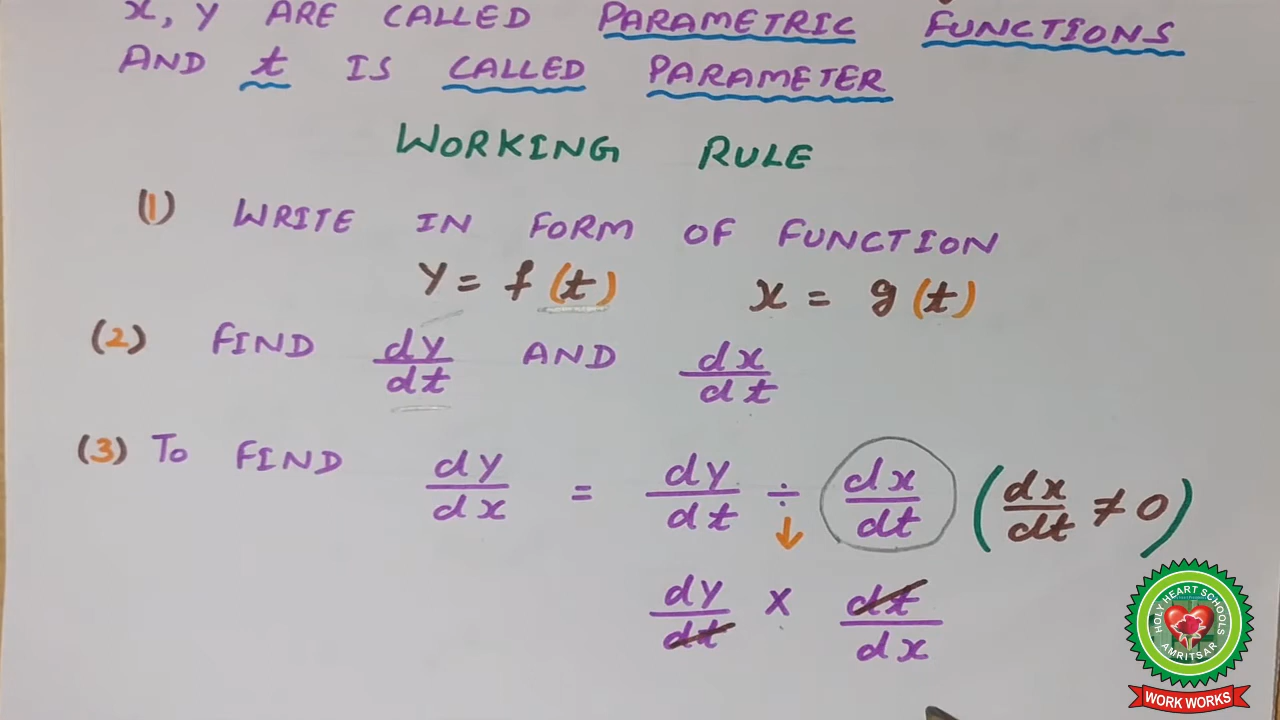 x, y ARE CALLED PARAMETRIC FUNCTIONS
AND t IS CALLED PARAMETER
WORKING RULE
(1) WRITE IN FORM OF FUNCTION
y = f(t) x = g(t)
(2) FIND dy/dt AND dx/dt
(3) TO FIND dy/dx = dy/dt ÷ dx/dt (dx/dt ≠ 0)
↓
dy/dt × dt/dx
HOLY HEART SCHOOLS
AMRITSAR
WORK WORKS